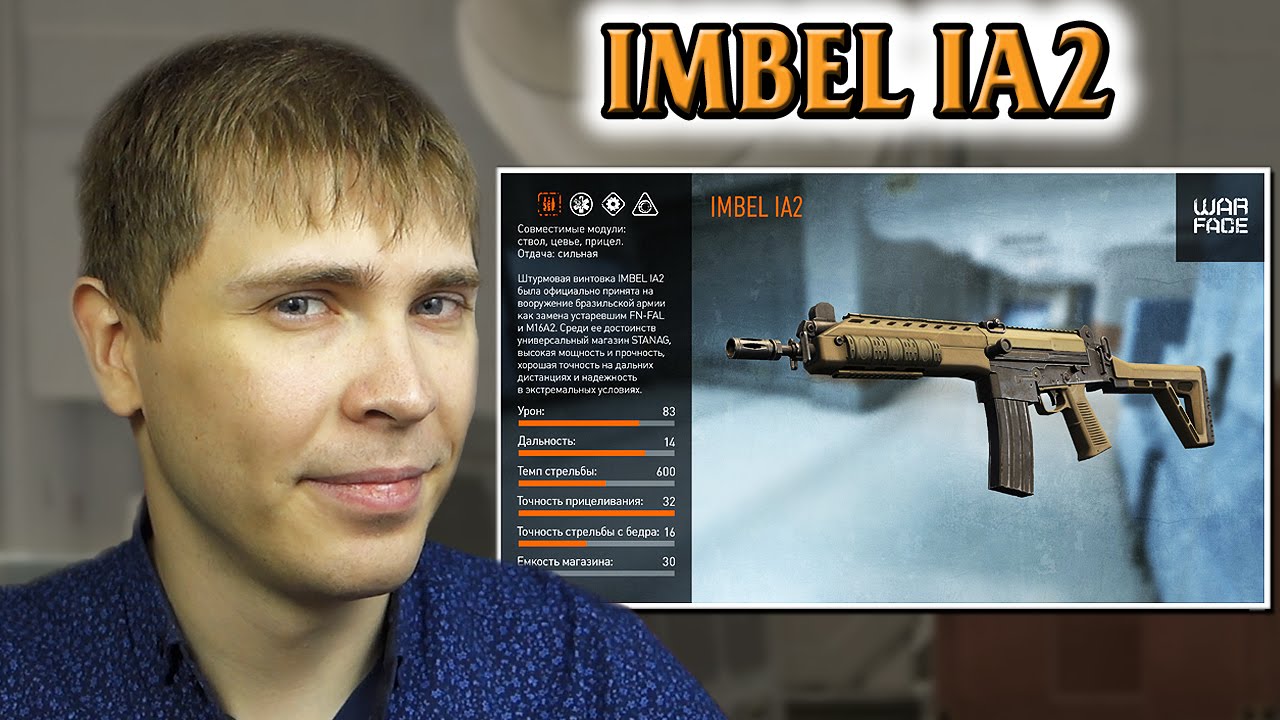 IMBEL IA2
Совместимые модули:
ствол, цевье, прицел.
Отдача: сильная
Штурмовая винтовка IMBEL IA2
была официально принята на
вооружение бразильской армии
как замена устаревшим FN-FAL
и M16A2. Среди ее достоинств
универсальный магазин STANAG,
высокая мощность и прочность,
хорошая точность на дальних
дистанциях и надежность
в экстремальных условиях.
Урон: 83
Дальность: 14
Темп стрельбы: 600
Точность прицеливания: 32
Точность стрельбы с бедра: 16
Емкость магазина: 30
IMBEL IA2
WAR
FACE